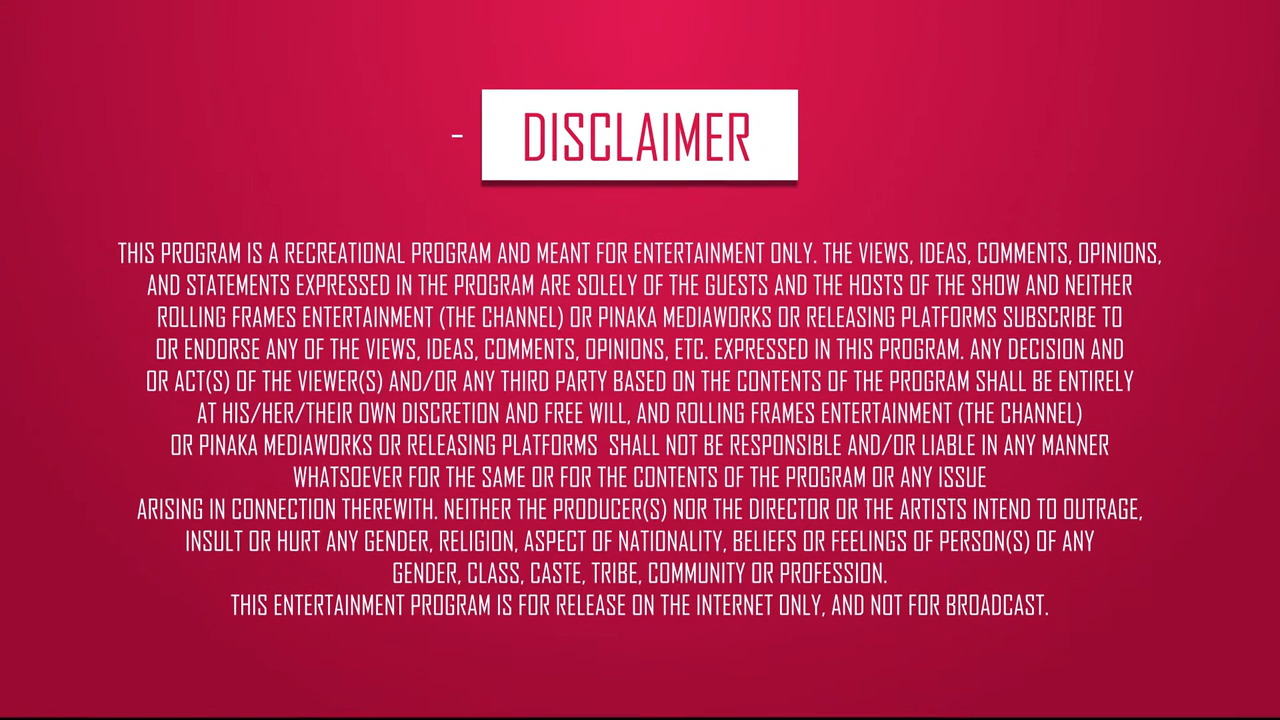 - DISCLAIMER
THIS PROGRAM IS A RECREATIONAL PROGRAM AND MEANT FOR ENTERTAINMENT ONLY. THE VIEWS, IDEAS, COMMENTS, OPINIONS,
AND STATEMENTS EXPRESSED IN THE PROGRAM ARE SOLELY OF THE GUESTS AND THE HOSTS OF THE SHOW AND NEITHER
ROLLING FRAMES ENTERTAINMENT (THE CHANNEL) OR PINAKA MEDIAWORKS OR RELEASING PLATFORMS SUBSCRIBE TO
OR ENDORSE ANY OF THE VIEWS, IDEAS, COMMENTS, OPINIONS, ETC. EXPRESSED IN THIS PROGRAM. ANY DECISION AND
OR ACT(S) OF THE VIEWER(S) AND/OR ANY THIRD PARTY BASED ON THE CONTENTS OF THE PROGRAM SHALL BE ENTIRELY
AT HIS/HER/THEIR OWN DISCRETION AND FREE WILL, AND ROLLING FRAMES ENTERTAINMENT (THE CHANNEL)
OR PINAKA MEDIAWORKS OR RELEASING PLATFORMS SHALL NOT BE RESPONSIBLE AND/OR LIABLE IN ANY MANNER
WHATSOEVER FOR THE SAME OR FOR THE CONTENTS OF THE PROGRAM OR ANY ISSUE
ARISING IN CONNECTION THEREWITH. NEITHER THE PRODUCER(S) NOR THE DIRECTOR OR THE ARTISTS INTEND TO OUTRAGE,
INSULT OR HURT ANY GENDER, RELIGION, ASPECT OF NATIONALITY, BELIEFS OR FEELINGS OF PERSON(S) OF ANY
GENDER, CLASS, CASTE, TRIBE, COMMUNITY OR PROFESSION.
THIS ENTERTAINMENT PROGRAM IS FOR RELEASE ON THE INTERNET ONLY, AND NOT FOR BROADCAST.